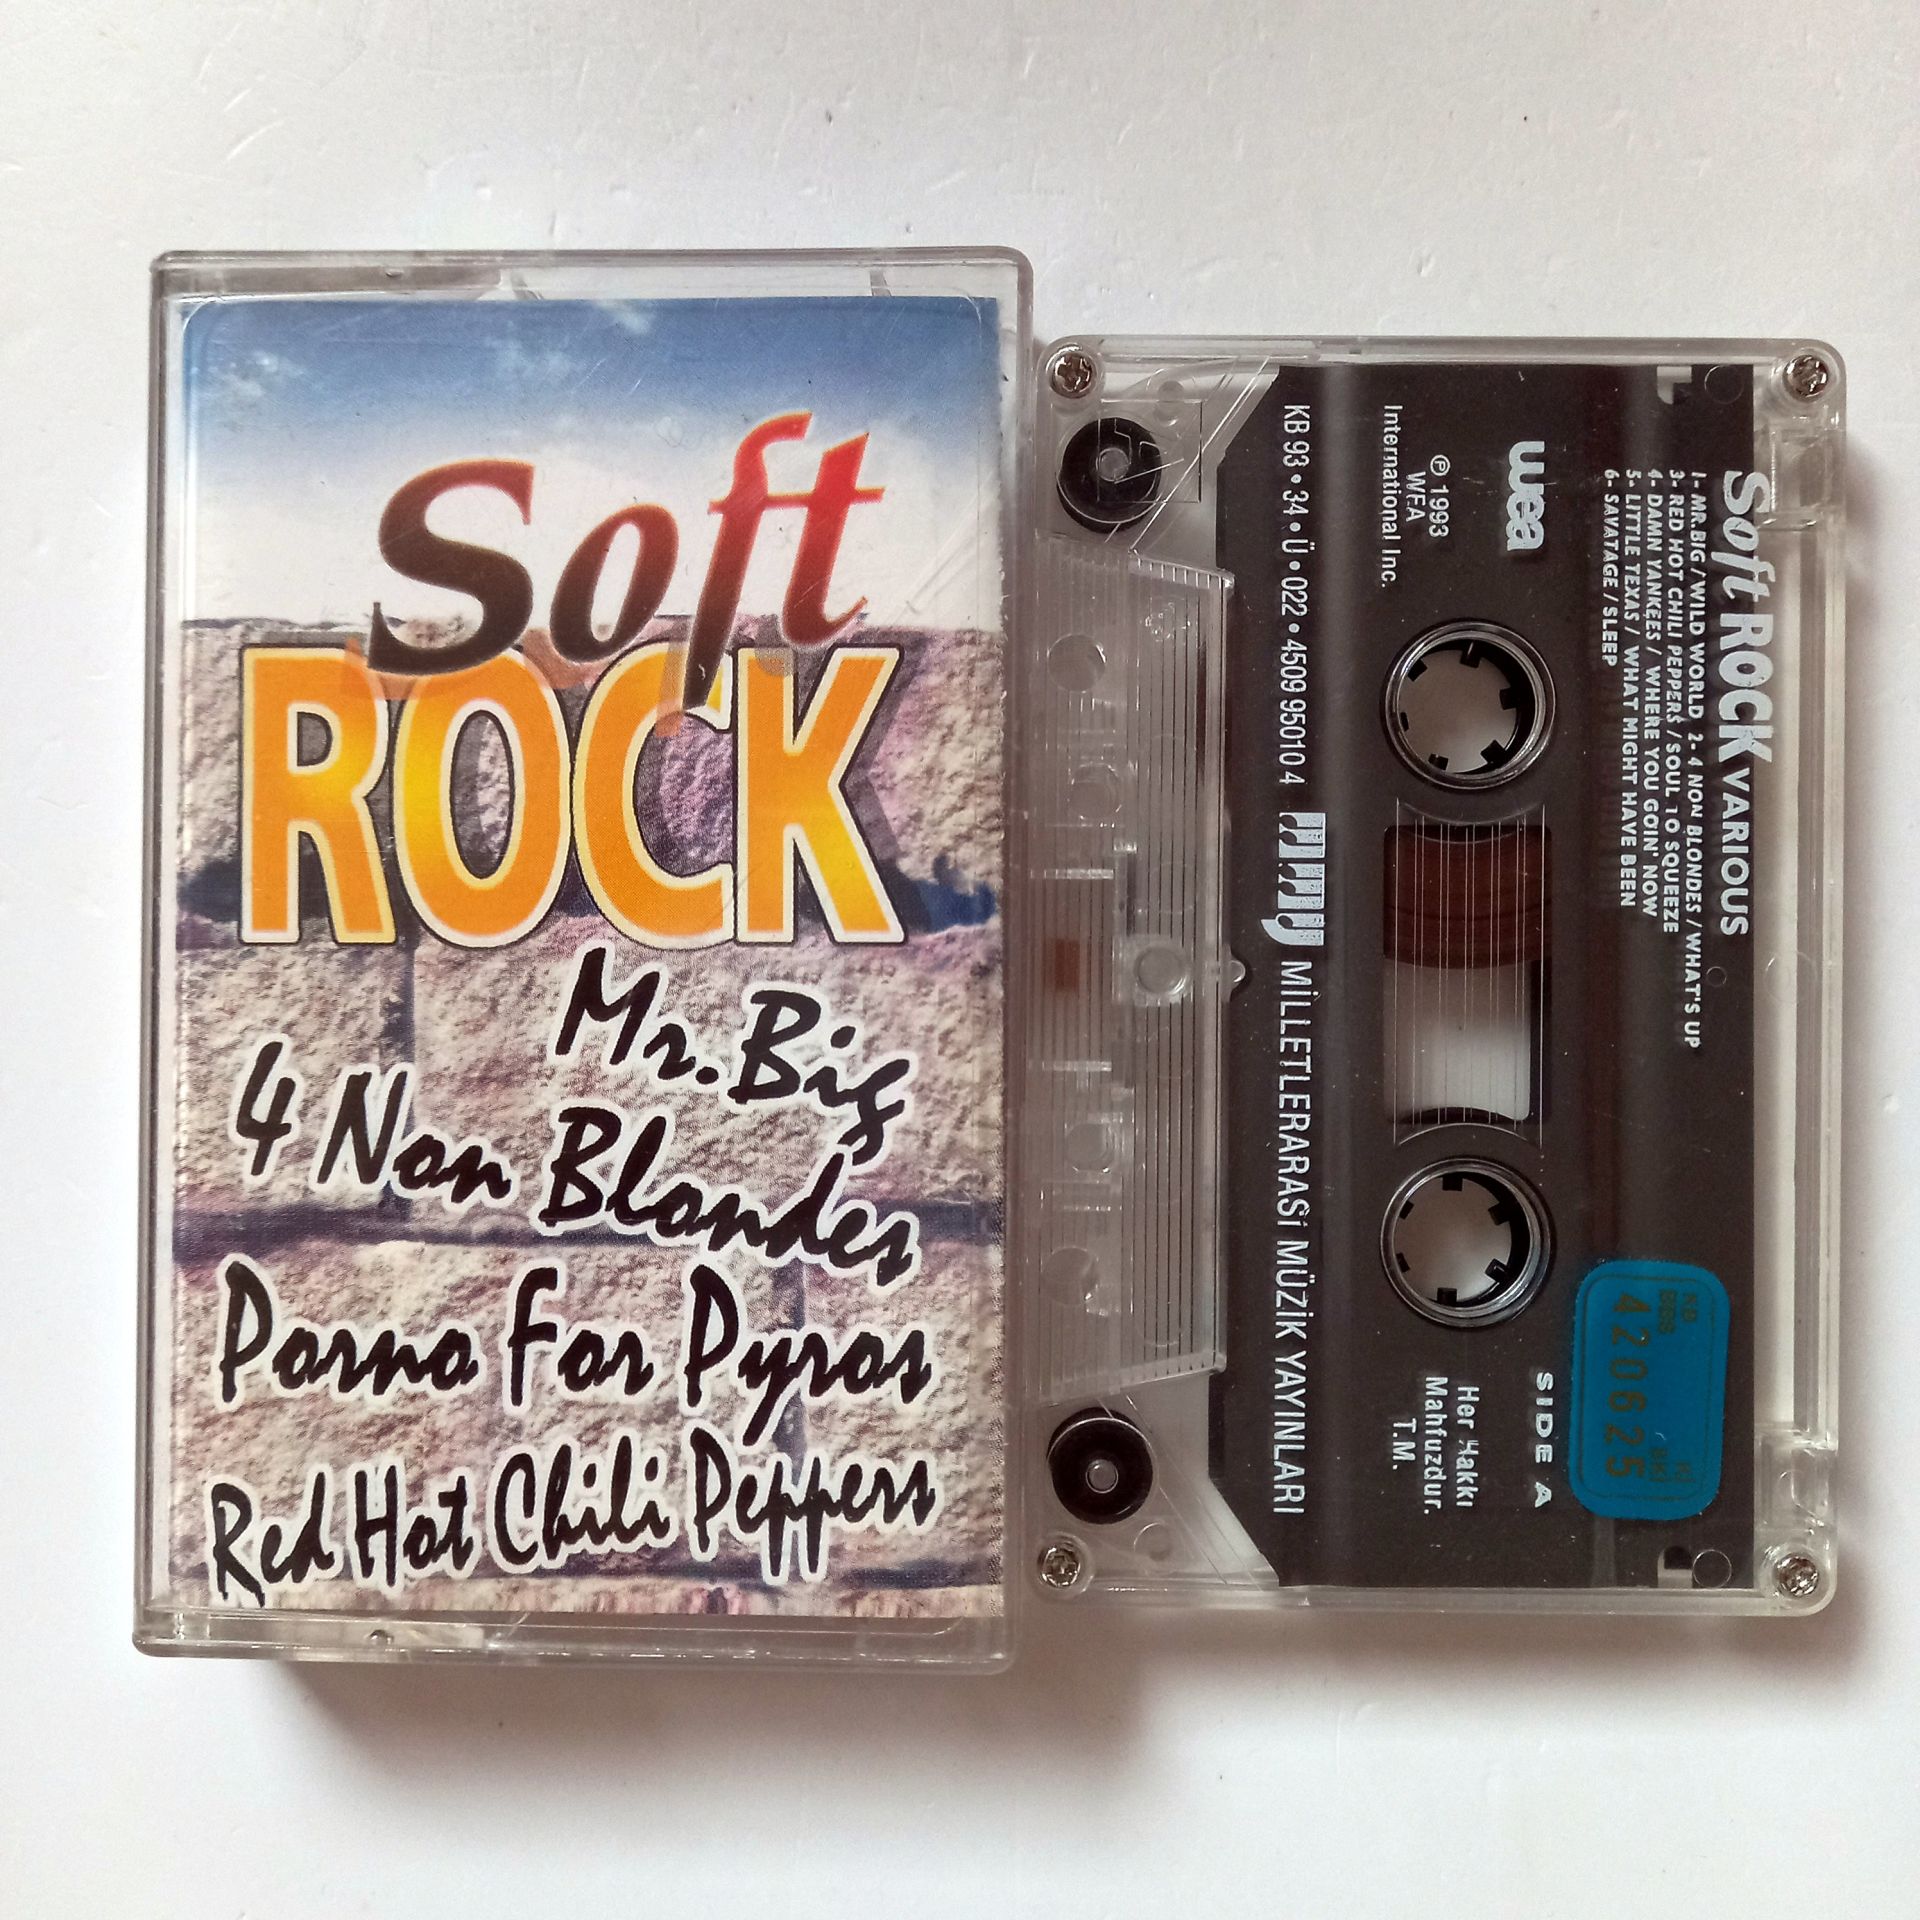 Soft
ROCK
Mr.Big
4 Non Blondes
Porno For Pyros
Red Hot Chili Peppers
Soft ROCK VARIOUS
1- MR.BIG / WILD WORLD 2- 4 NON BLONDES / WHAT'S UP
3- RED HOT CHILI PEPPERS / SOUL TO SQUEEZE
4- DAMN YANKEES / WHERE YOU GOIN' NOW
5- LITTLE TEXAS / WHAT MIGHT HAVE BEEN
6- SAVATAGE / SLEEP
wea
℗ 1993
WEA
International Inc.
SIDE A
Her Hakkı
Mahfuzdur.
T.M.
KB 93 • 34 • Ü • 022 • 4509 95010 4 MİLLETLERARASI MÜZİK YAYINLARI
420625